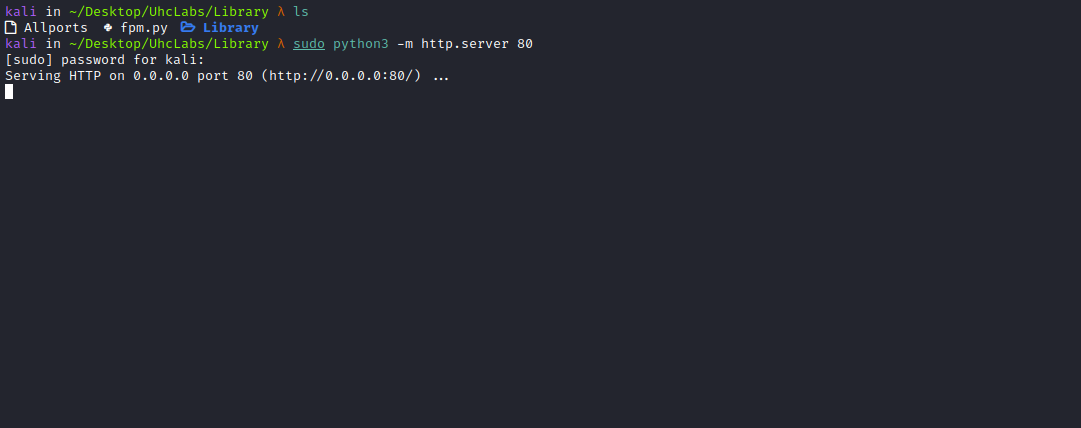 kali in ~/Desktop/UhcLabs/Library λ ls
Allports fpm.py Library
kali in ~/Desktop/UhcLabs/Library λ sudo python3 -m http.server 80
[sudo] password for kali:
Serving HTTP on 0.0.0.0 port 80 (http://0.0.0.0:80/) ...